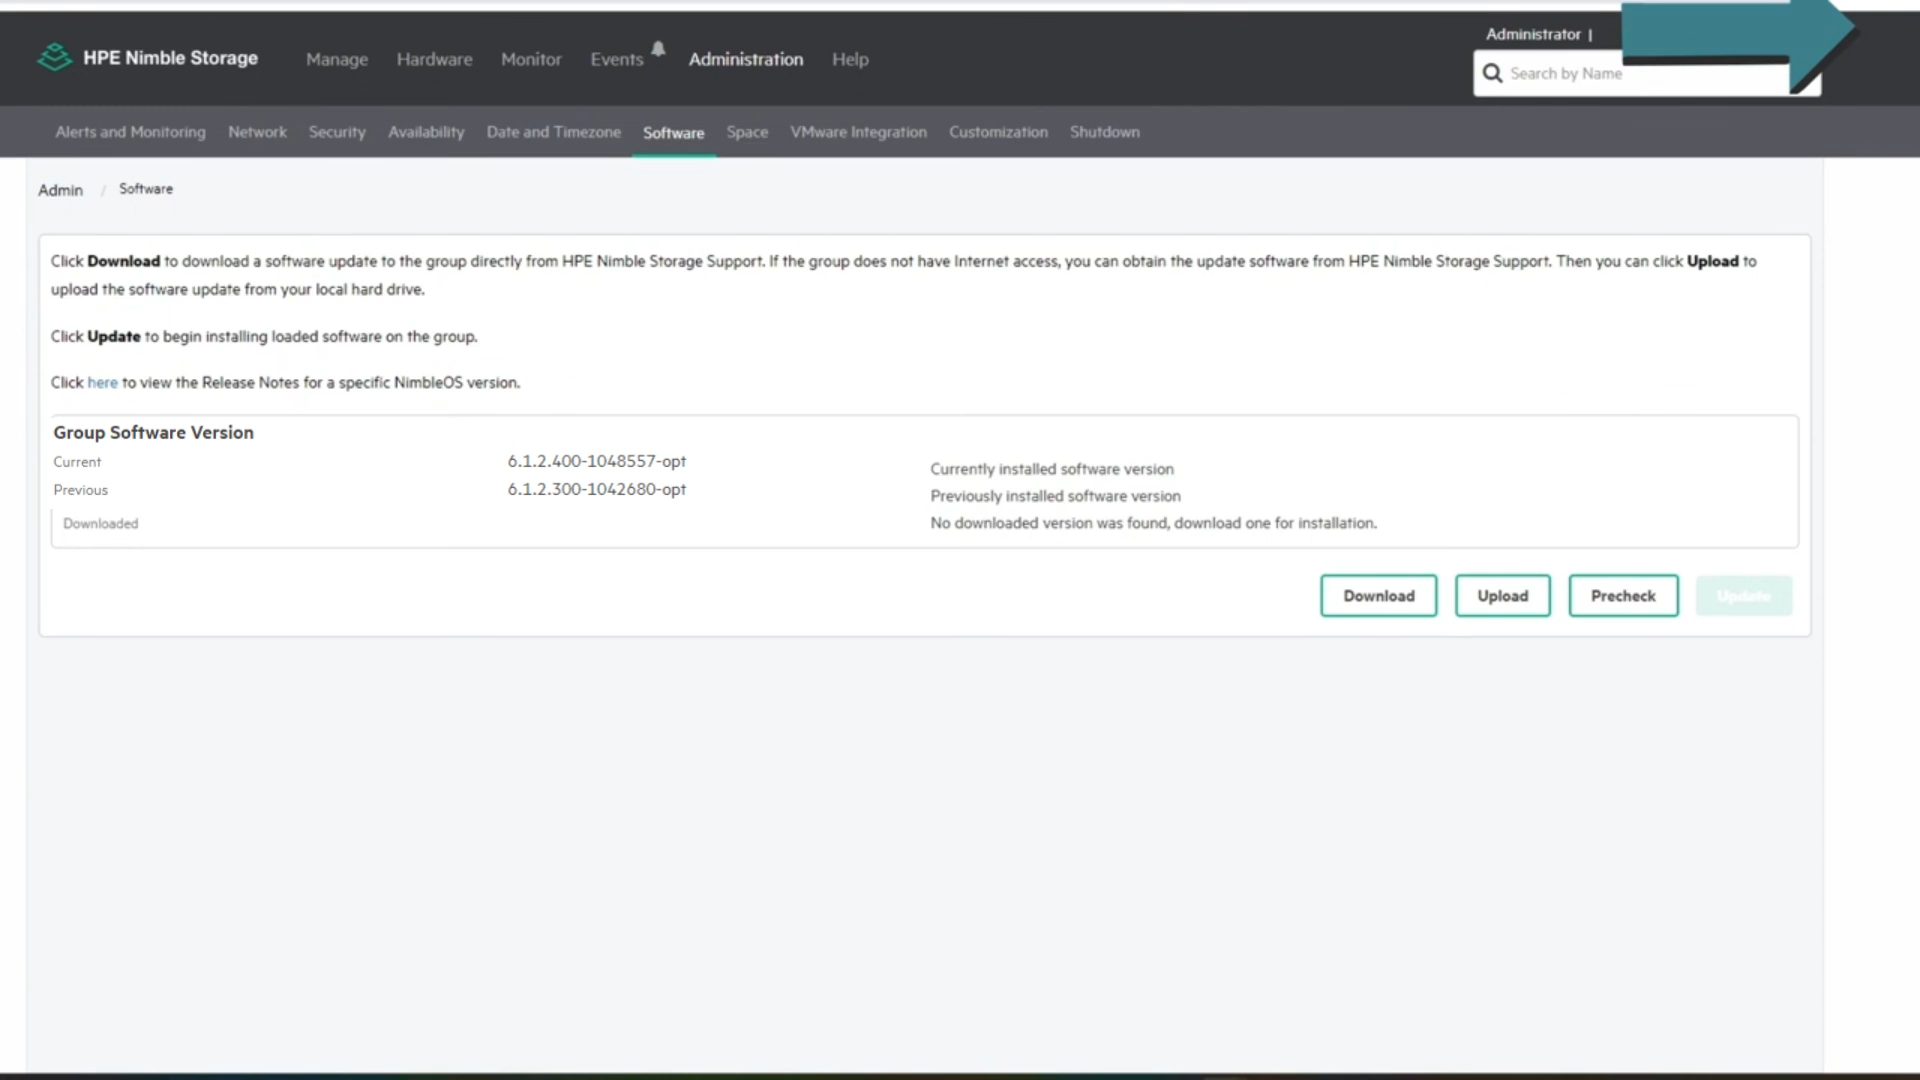 HPE Nimble Storage
Manage Hardware Monitor Events Administration Help
Administrator |
Search by Name
Alerts and Monitoring Network Security Availability Date and Timezone Software Space VMware Integration Customization Shutdown
Admin / Software
Click Download to download a software update to the group directly from HPE Nimble Storage Support. If the group does not have Internet access, you can obtain the update software from HPE Nimble Storage Support. Then you can click Upload to
upload the software update from your local hard drive.
Click Update to begin installing loaded software on the group.
Click here to view the Release Notes for a specific NimbleOS version.
Group Software Version
Current 6.1.2.400-1048557-opt Currently installed software version
Previous 6.1.2.300-1042680-opt Previously installed software version
Downloaded No downloaded version was found, download one for installation.
Download Upload Precheck Update